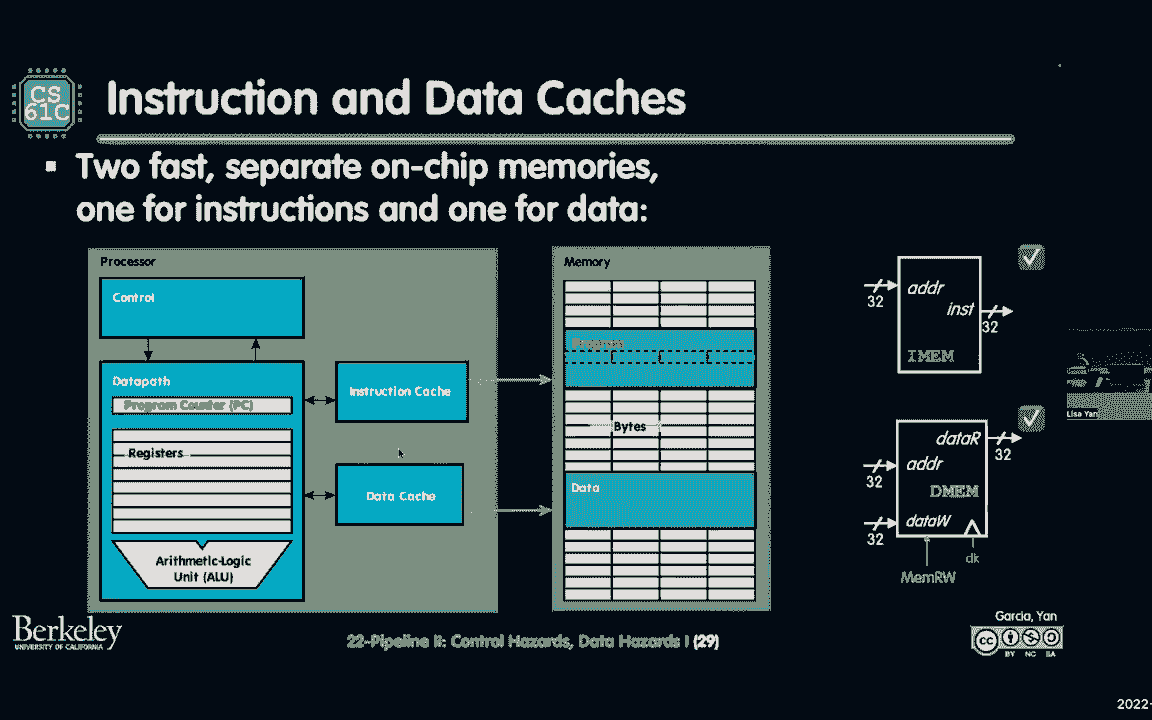 CS
61C
Instruction and Data Caches
Two fast, separate on-chip memories,
one for instructions and one for data:
Processor
Control
Datapath
Program Counter (PC)
Registers
Arithmetic-Logic
Unit (ALU)
Instruction Cache
Data Cache
Memory
Program
Bytes
Data
32
addr
inst
32
IMEM
dataR
32
addr
32
DMEM
dataW
32
clk
MemRW
Lisa Yan
Berkeley
UNIVERSITY OF CALIFORNIA
22-Pipeline II: Control Hazards, Data Hazards I (29)
Garcia, Yan
cc
BY NC SA
2022-